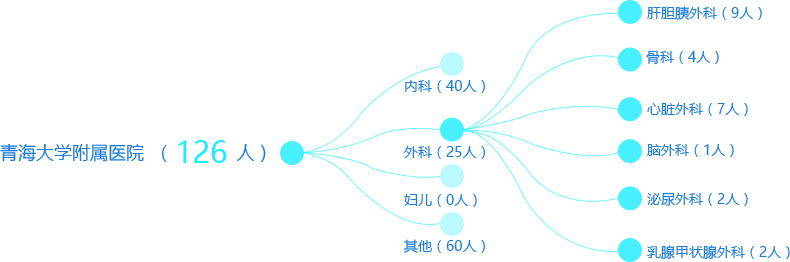 青海大学附属医院 （ 126 人）
内科（40人）
外科（25人）
妇儿（0人）
其他（60人）
肝胆胰外科（9人）
骨科（4人）
心脏外科（7人）
脑外科（1人）
泌尿外科（2人）
乳腺甲状腺外科（2人）